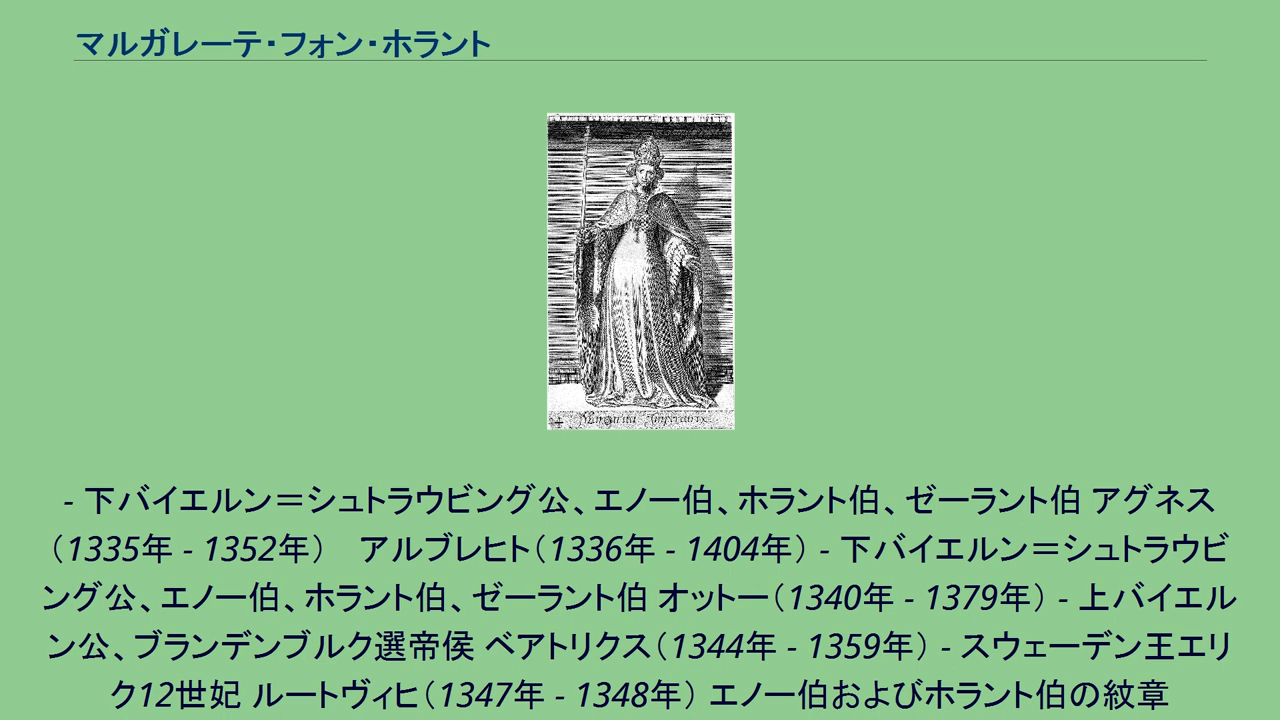 マルガレーテ・フォン・ホラント
Margarita Imperatrix
- 下バイエルン＝シュトラウビング公、エノー伯、ホラント伯、ゼーラント伯 アグネス
（1335年 - 1352年）　アルブレヒト（1336年 - 1404年） - 下バイエルン＝シュトラウビ
ング公、エノー伯、ホラント伯、ゼーラント伯 オットー（1340年 - 1379年） - 上バイエル
ン公、ブランデンブルク選帝侯 ベアトリクス（1344年 - 1359年） - スウェーデン王エリ
ク12世妃 ルートヴィヒ（1347年 - 1348年） エノー伯およびホラント伯の紋章